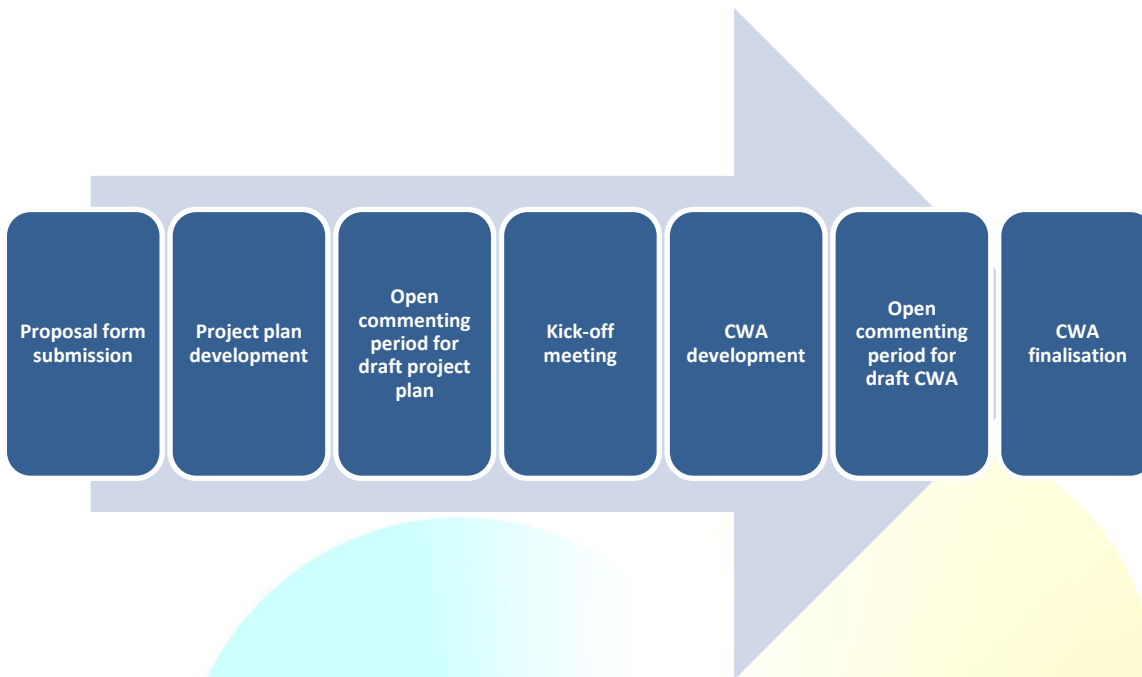 Proposal form
submission
Project plan
development
Open
commenting
period for
draft project
plan
Kick-off
meeting
CWA
development
Open
commenting
period for
draft CWA
CWA
finalisation